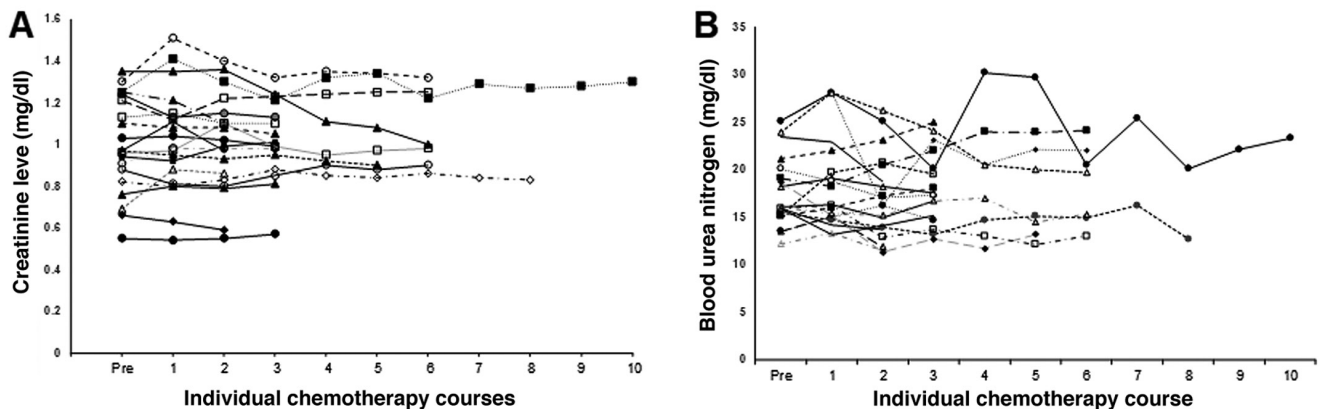 A
Creatinine level (mg/dl)
1.6
1.4
1.2
1
0.8
0.6
0.4
0.2
0
Pre 1 2 3 4 5 6 7 8 9 10
Individual chemotherapy courses
B
Blood urea nitrogen (mg/dl)
35
30
25
20
15
10
5
0
Pre 1 2 3 4 5 6 7 8 9 10
Individual chemotherapy course